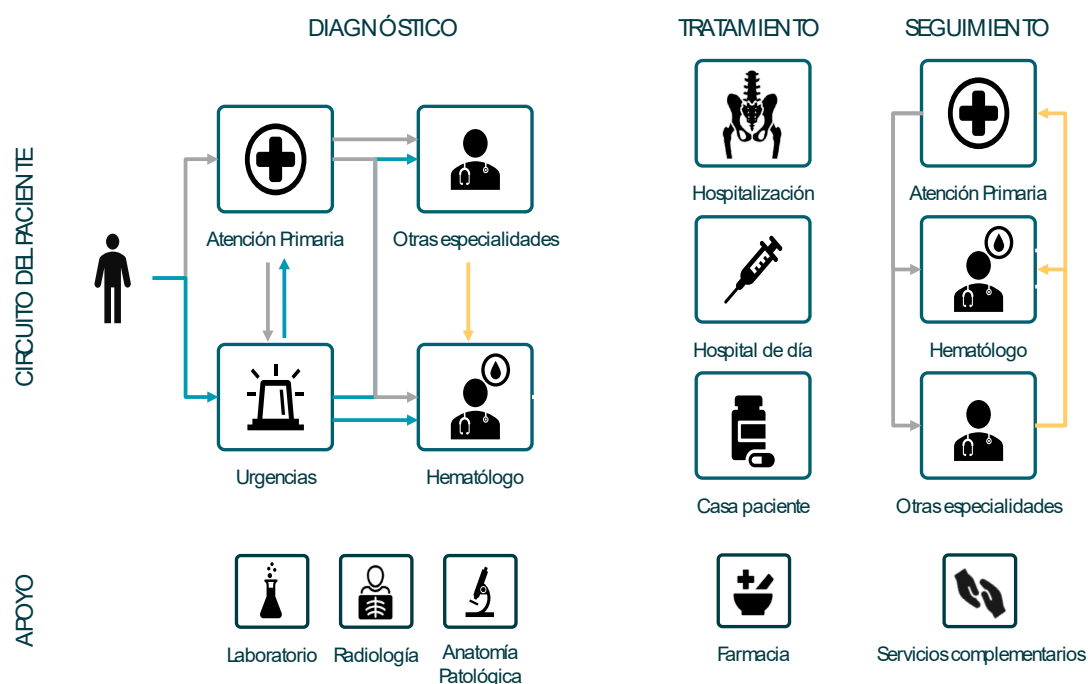 DIAGNÓSTICO
TRATAMIENTO
SEGUIMIENTO
CIRCUITO DEL PACIENTE
Atención Primaria
Otras especialidades
Urgencias
Hematólogo
Hospitalización
Hospital de día
Casa paciente
Atención Primaria
Hematólogo
Otras especialidades
APOYO
Laboratorio
Radiología
Anatomía
Patológica
Farmacia
Servicios complementarios